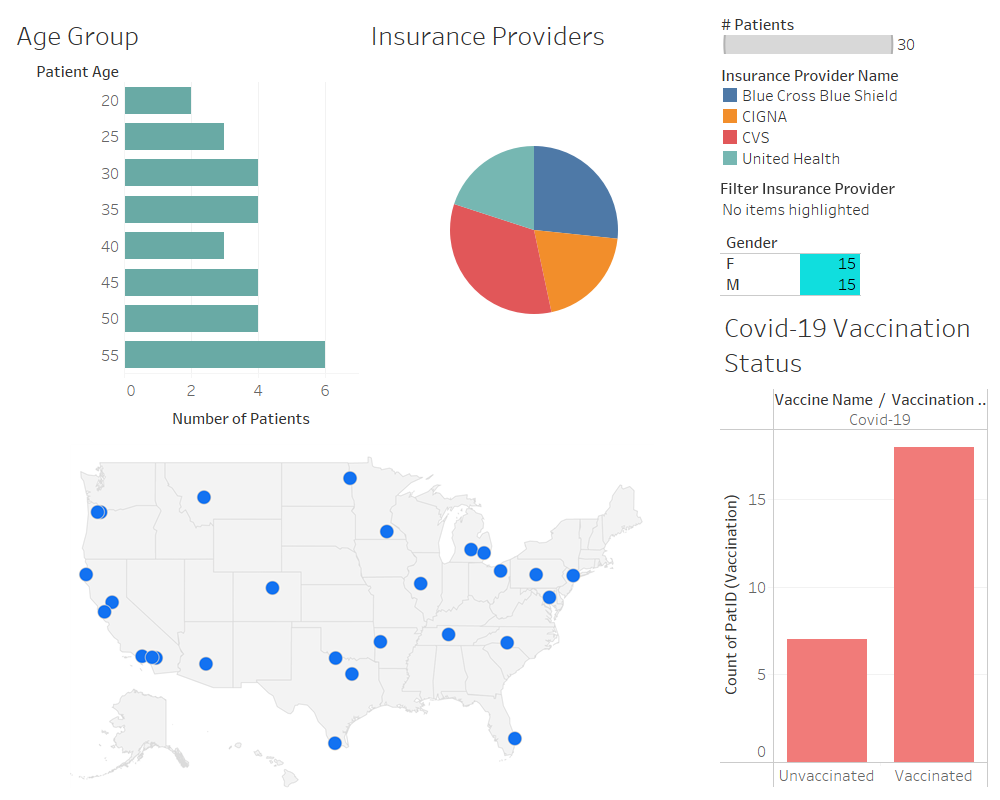 Age Group
Patient Age
20
25
30
35
40
45
50
55
0 2 4 6
Number of Patients
Insurance Providers
# Patients
30
Insurance Provider Name
Blue Cross Blue Shield
CIGNA
CVS
United Health
Filter Insurance Provider
No items highlighted
Gender
F 15
M 15
Covid-19 Vaccination
Status
Vaccine Name / Vaccination ..
Covid-19
Count of PatID (Vaccination)
15
10
5
0
Unvaccinated Vaccinated